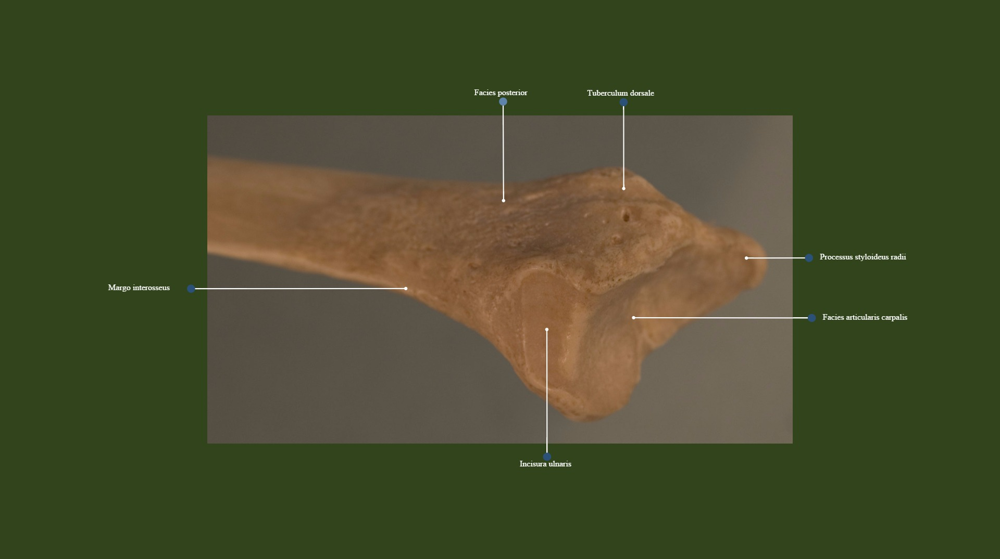 Facies posterior
Tuberculum dorsale
Processus styloideus radii
Margo interosseus
Facies articularis carpalis
Incisura ulnaris